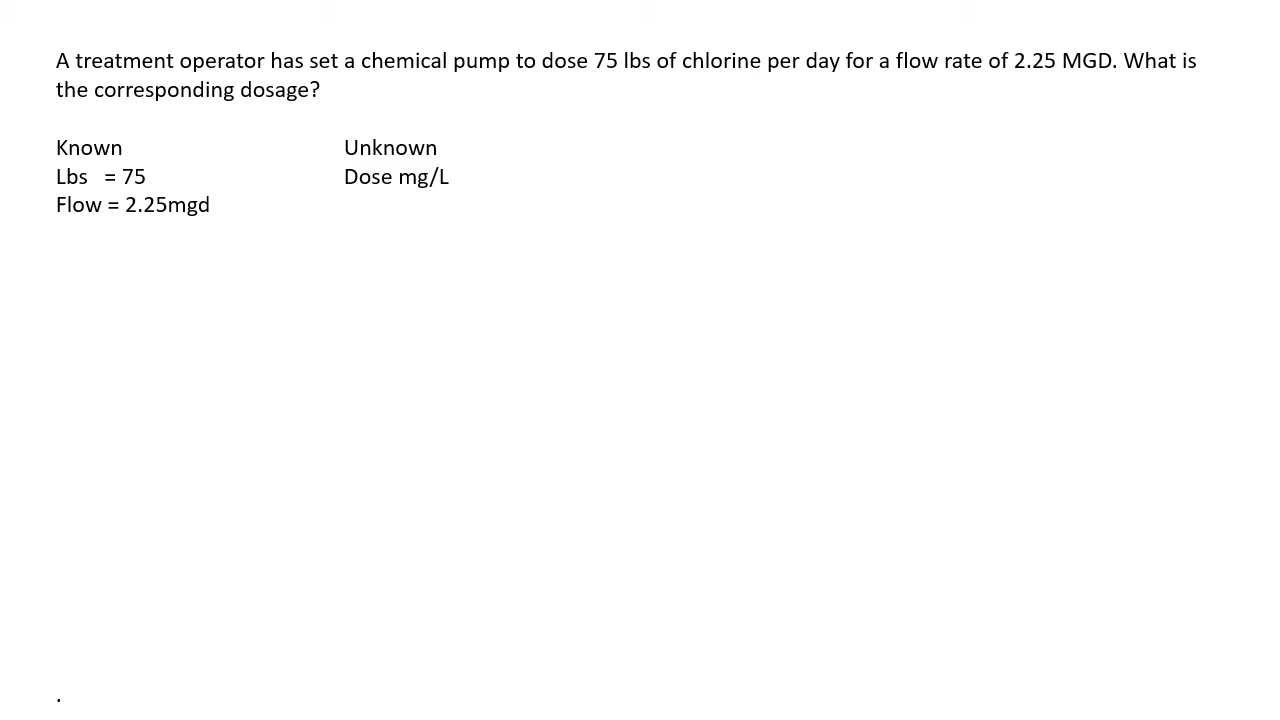 A treatment operator has set a chemical pump to dose 75 lbs of chlorine per day for a flow rate of 2.25 MGD. What is
the corresponding dosage?
Known Unknown
Lbs = 75 Dose mg/L
Flow = 2.25mgd
.